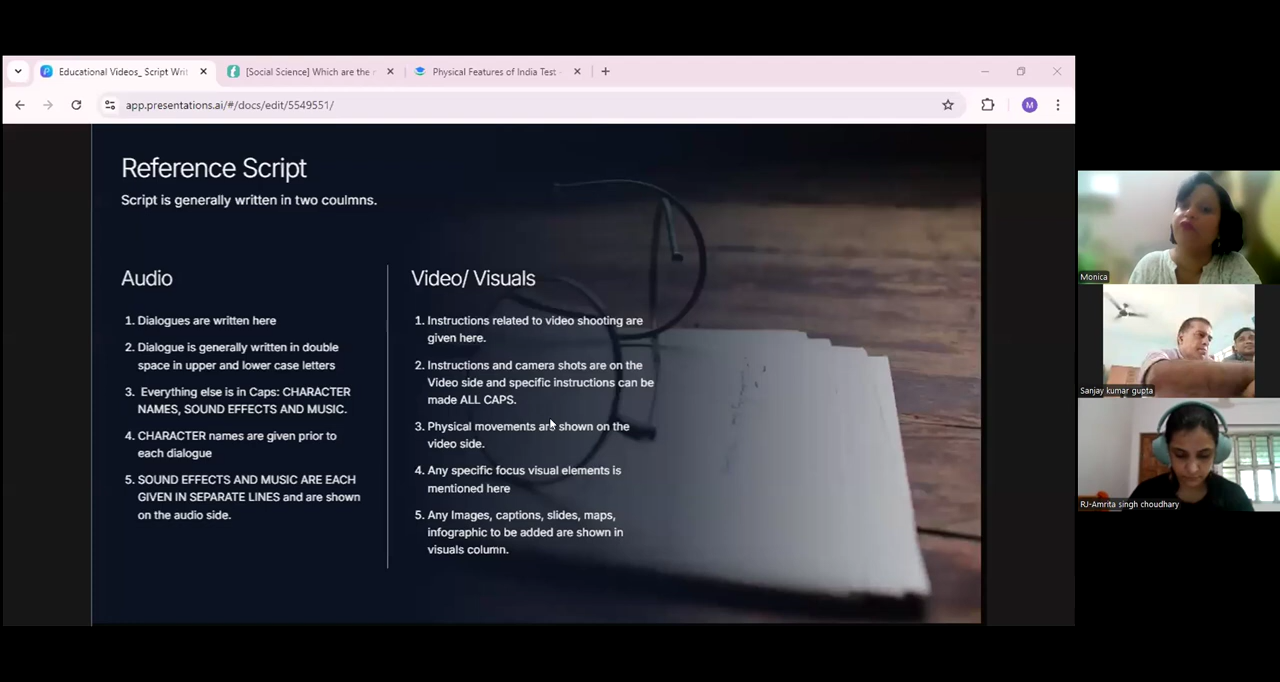 Educational Videos_ Script Writ
[Social Science] Which are the r
Physical Features of India Test -
app.presentations.ai/#/docs/edit/5549551/
M
Reference Script
Script is generally written in two coulmns.
Audio
1. Dialogues are written here
2. Dialogue is generally written in double
space in upper and lower case letters
3. Everything else is in Caps: CHARACTER
NAMES, SOUND EFFECTS AND MUSIC.
4. CHARACTER names are given prior to
each dialogue
5. SOUND EFFECTS AND MUSIC ARE EACH
GIVEN IN SEPARATE LINES and are shown
on the audio side.
Video/ Visuals
1. Instructions related to video shooting are
given here.
2. Instructions and camera shots are on the
Video side and specific instructions can be
made ALL CAPS.
3. Physical movements are shown on the
video side.
4. Any specific focus visual elements is
mentioned here
5. Any Images, captions, slides, maps,
infographic to be added are shown in
visuals column.
Monica
Sanjay kumar gupta
RJ-Amrita singh choudhary